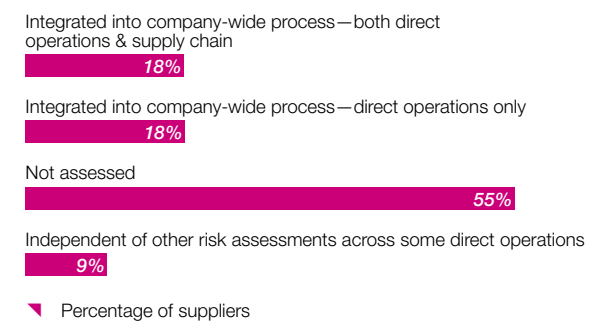 Integrated into company-wide process—both direct
operations & supply chain
18%
Integrated into company-wide process—direct operations only
18%
Not assessed
55%
Independent of other risk assessments across some direct operations
9%
Percentage of suppliers